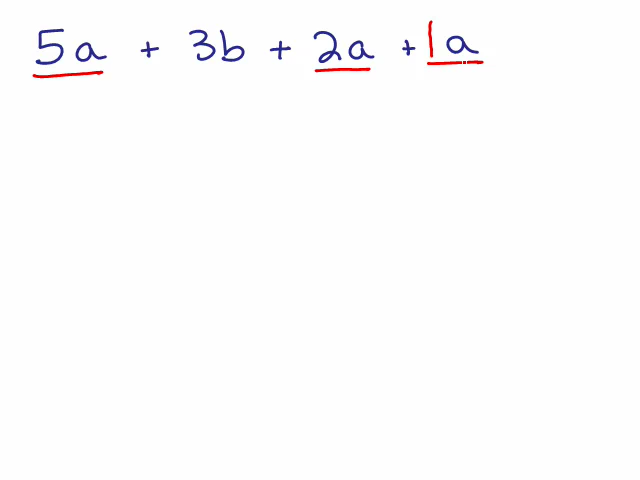 5a + 3b + 2a + 1a